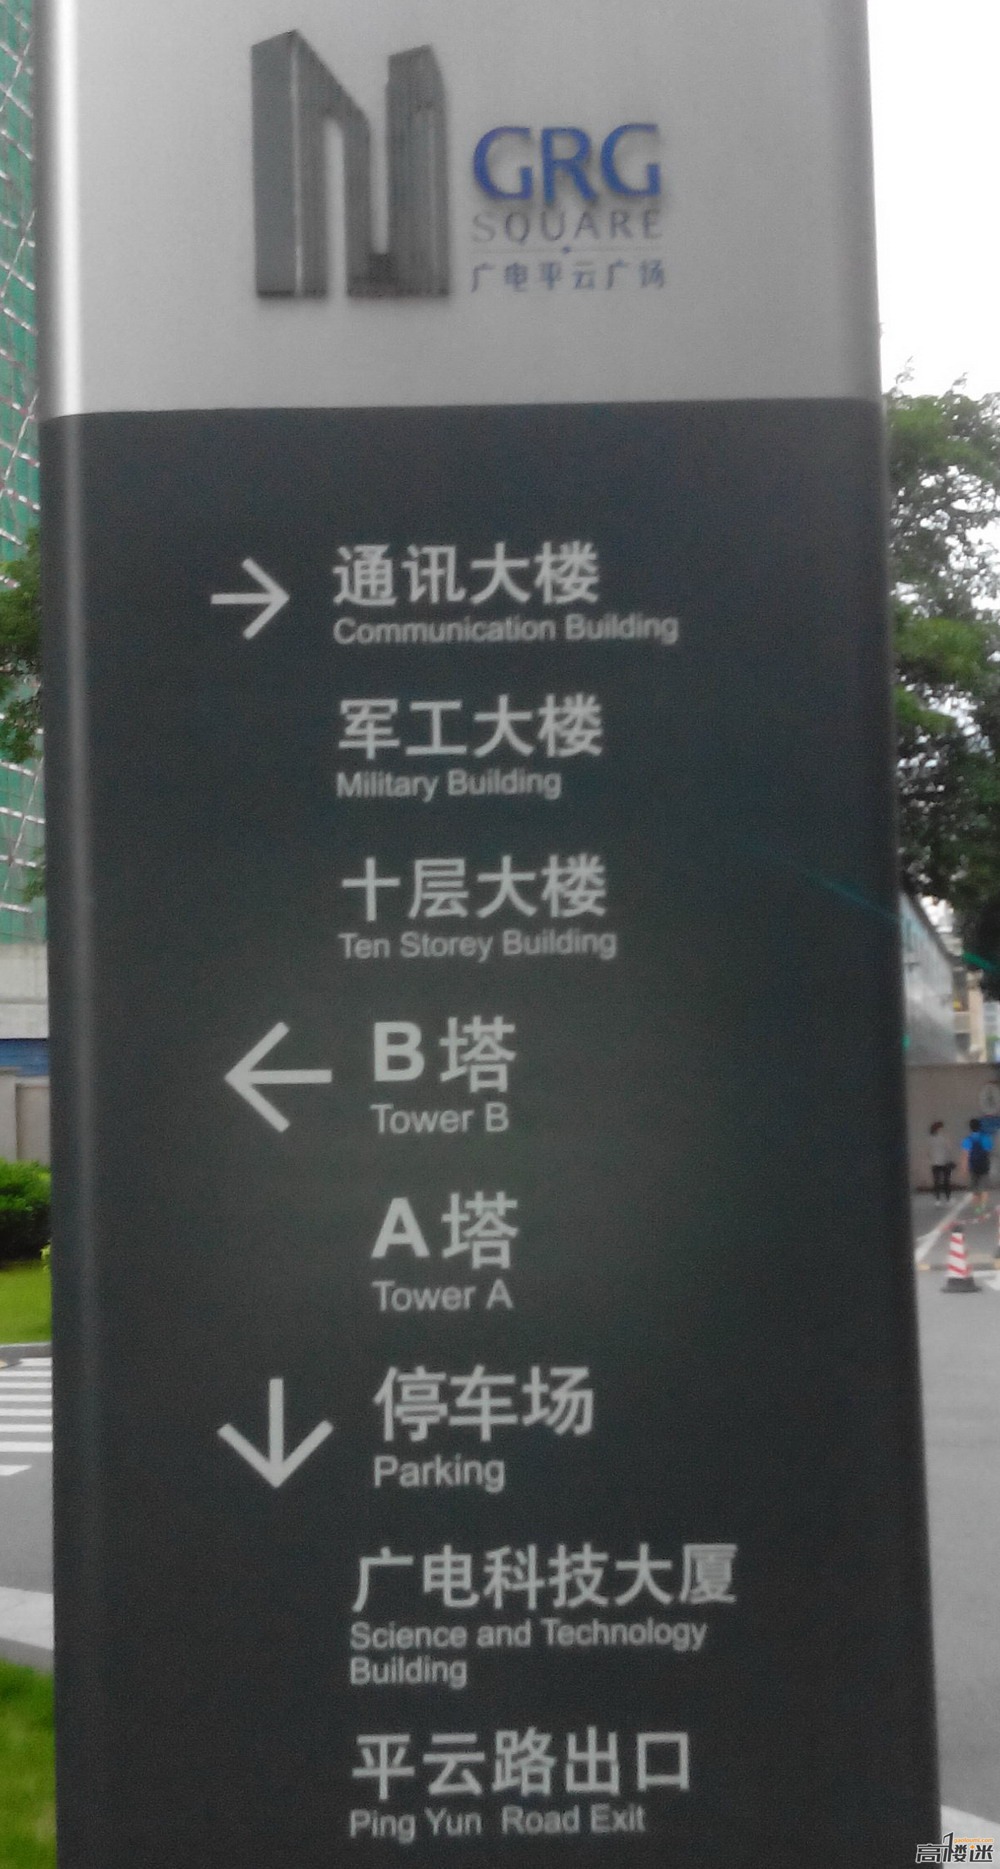 GRG
SQUARE
广电平云广场
通讯大楼
Communication Building
军工大楼
Military Building
十层大楼
Ten Storey Building
B塔
Tower B
A塔
Tower A
停车场
Parking
广电科技大厦
Science and Technology
Building
平云路出口
Ping Yun Road Exit
高楼迷